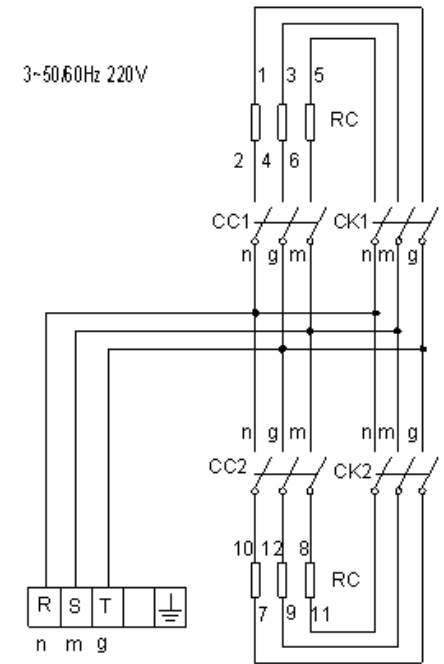 3~50/60Hz 220V
1 3 5
RC
2 4 6
CC1 CK1
n g m n m g
n g m n m g
CC2 CK2
10 12 8
RC
7 9 11
R S T
n m g